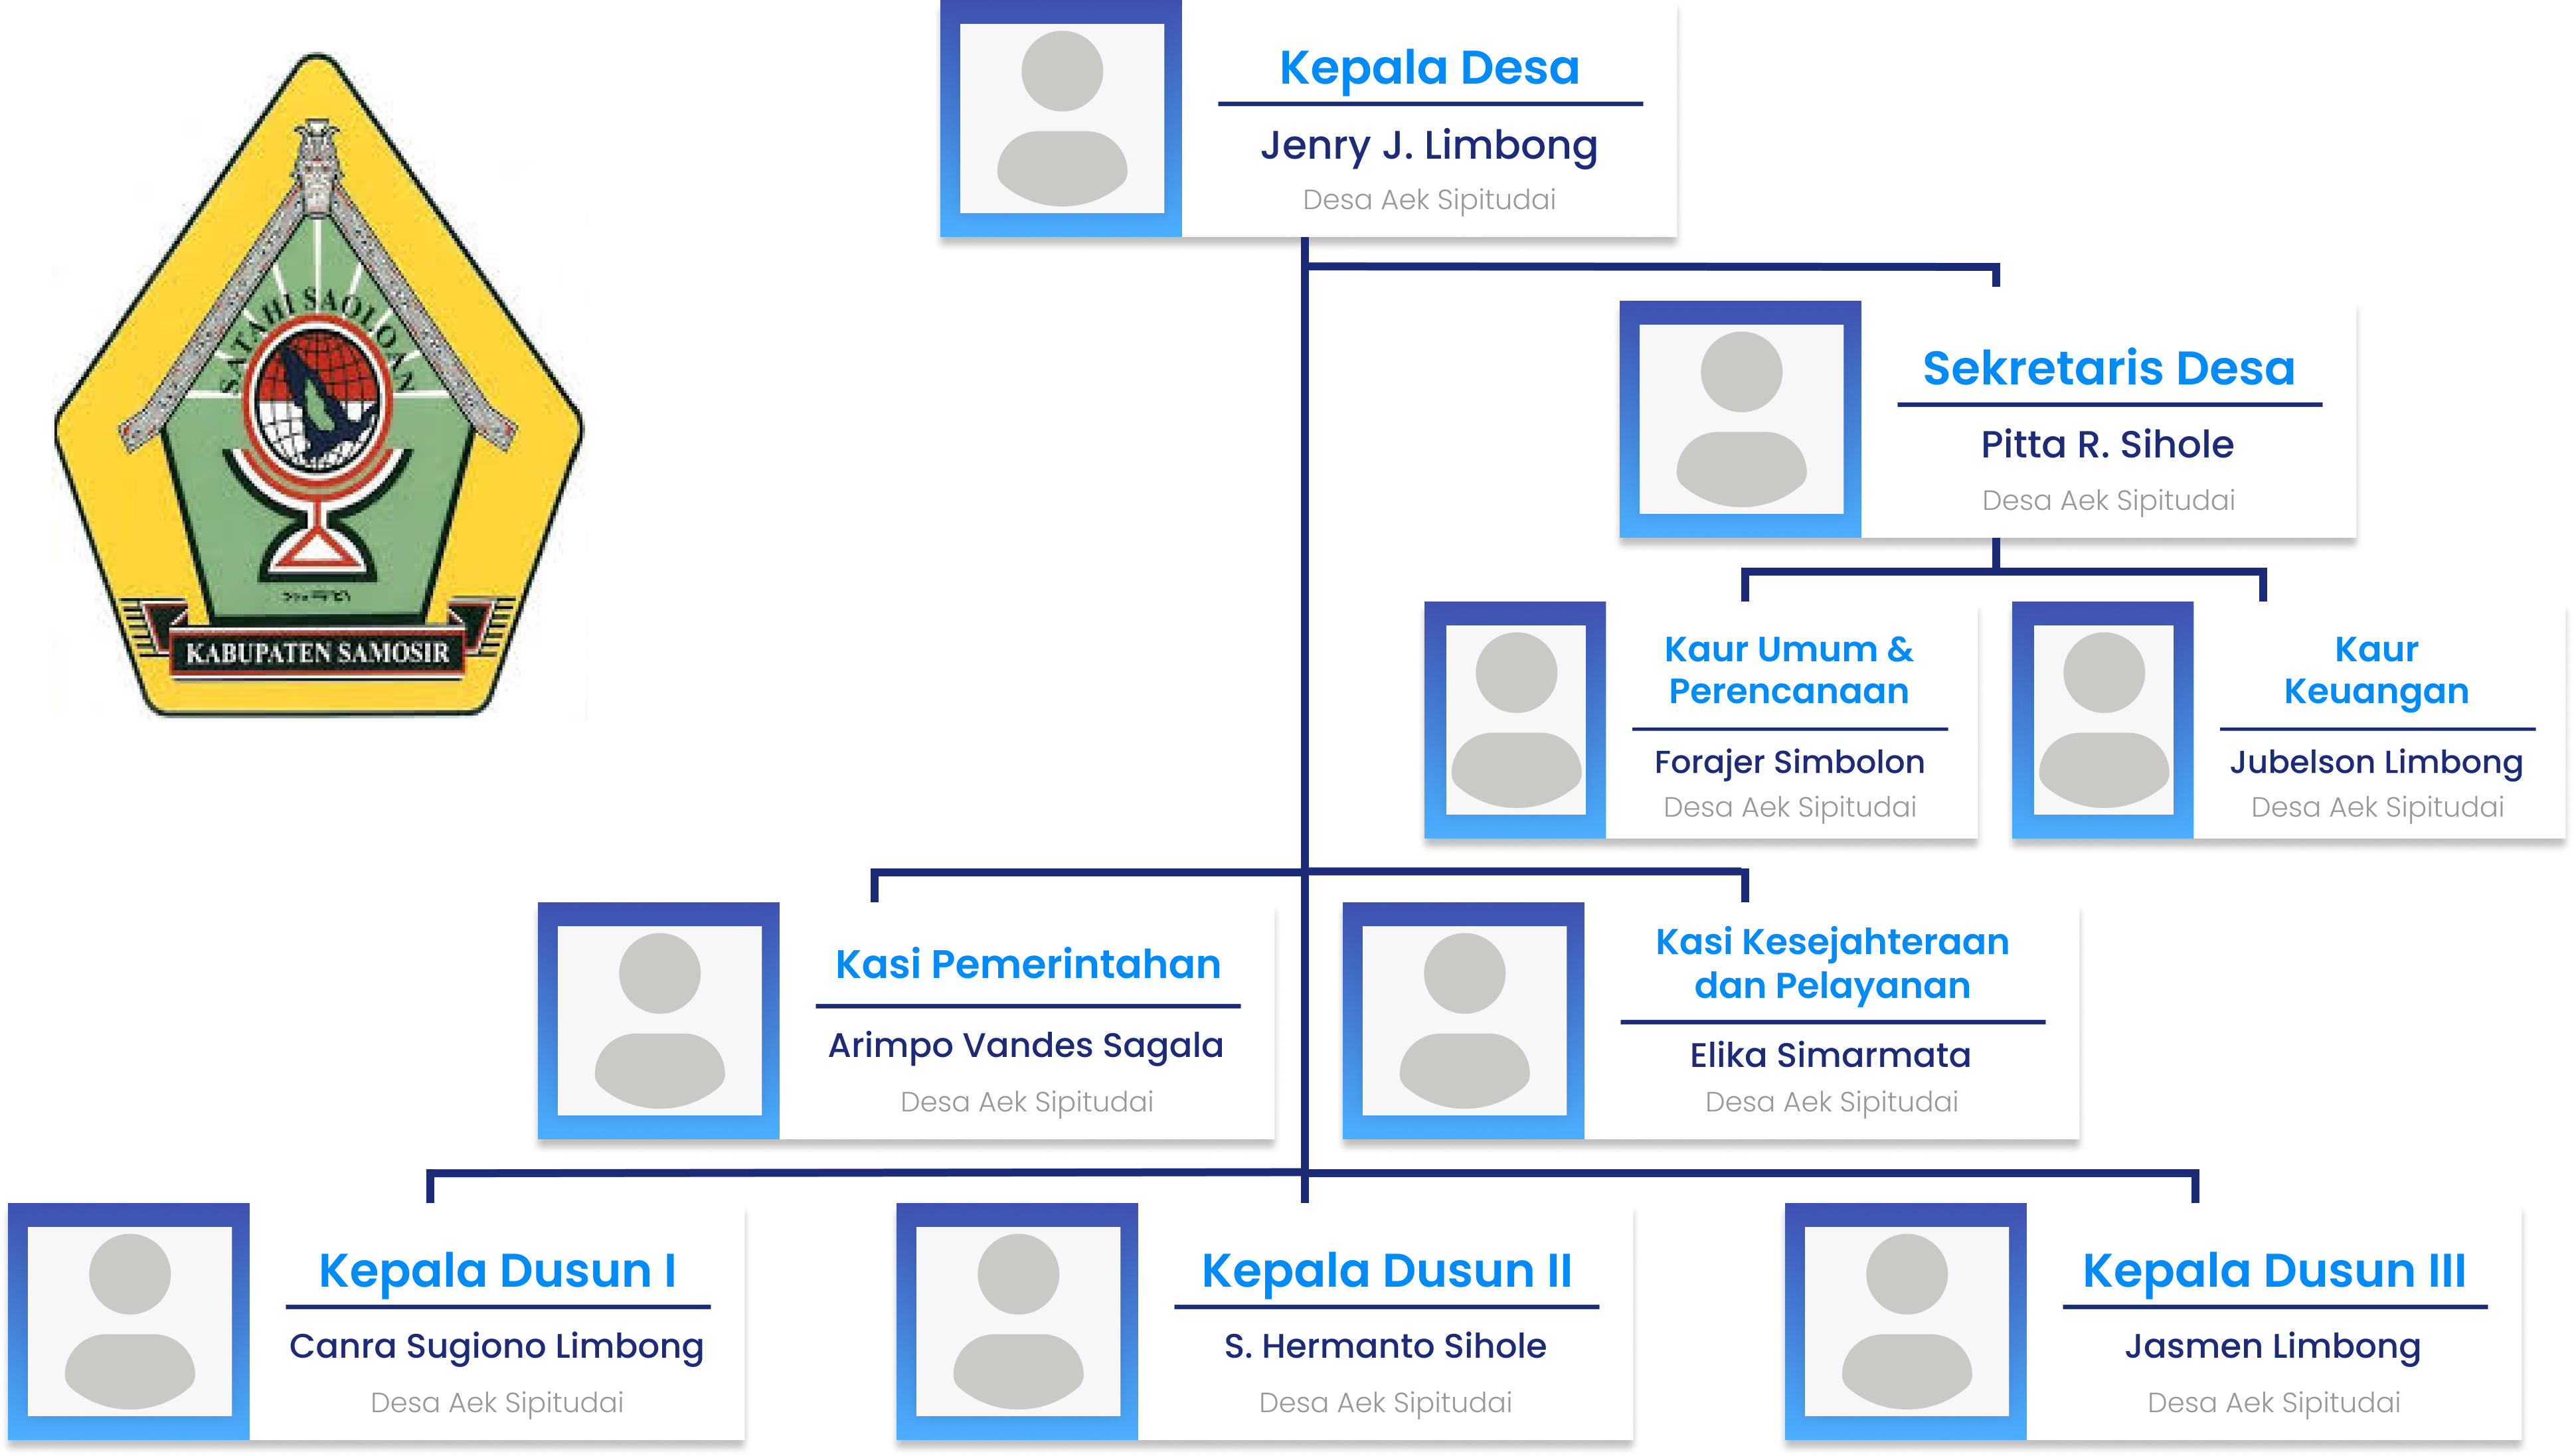 SATAHI SAOLOAN
KABUPATEN SAMOSIR
Kepala Desa
Jenry J. Limbong
Desa Aek Sipitudai
Sekretaris Desa
Pitta R. Sihole
Desa Aek Sipitudai
Kaur Umum &
Perencanaan
Forajer Simbolon
Desa Aek Sipitudai
Kaur
Keuangan
Jubelson Limbong
Desa Aek Sipitudai
Kasi Pemerintahan
Arimpo Vandes Sagala
Desa Aek Sipitudai
Kasi Kesejahteraan
dan Pelayanan
Elika Simarmata
Desa Aek Sipitudai
Kepala Dusun I
Canra Sugiono Limbong
Desa Aek Sipitudai
Kepala Dusun II
S. Hermanto Sihole
Desa Aek Sipitudai
Kepala Dusun III
Jasmen Limbong
Desa Aek Sipitudai